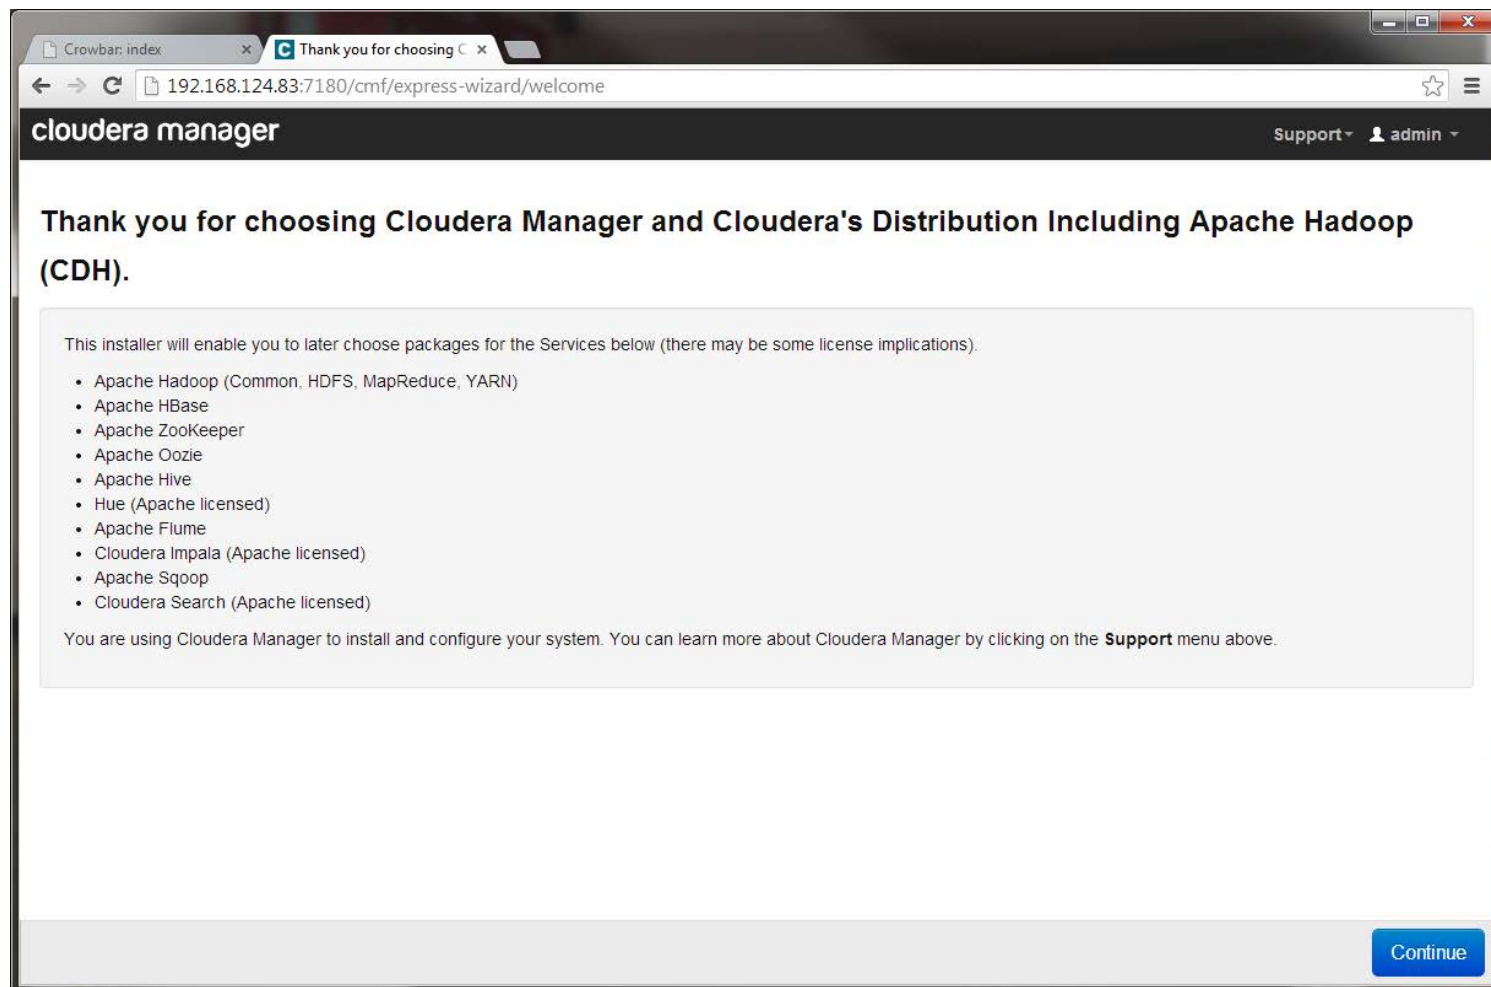 Crowbar: index
Thank you for choosing C
192.168.124.83:7180/cmf/express-wizard/welcome
cloudera manager
Support
admin
Thank you for choosing Cloudera Manager and Cloudera's Distribution Including Apache Hadoop
(CDH).
This installer will enable you to later choose packages for the Services below (there may be some license implications).
• Apache Hadoop (Common, HDFS, MapReduce, YARN)
• Apache HBase
• Apache ZooKeeper
• Apache Oozie
• Apache Hive
• Hue (Apache licensed)
• Apache Flume
• Cloudera Impala (Apache licensed)
• Apache Sqoop
• Cloudera Search (Apache licensed)
You are using Cloudera Manager to install and configure your system. You can learn more about Cloudera Manager by clicking on the Support menu above.
Continue